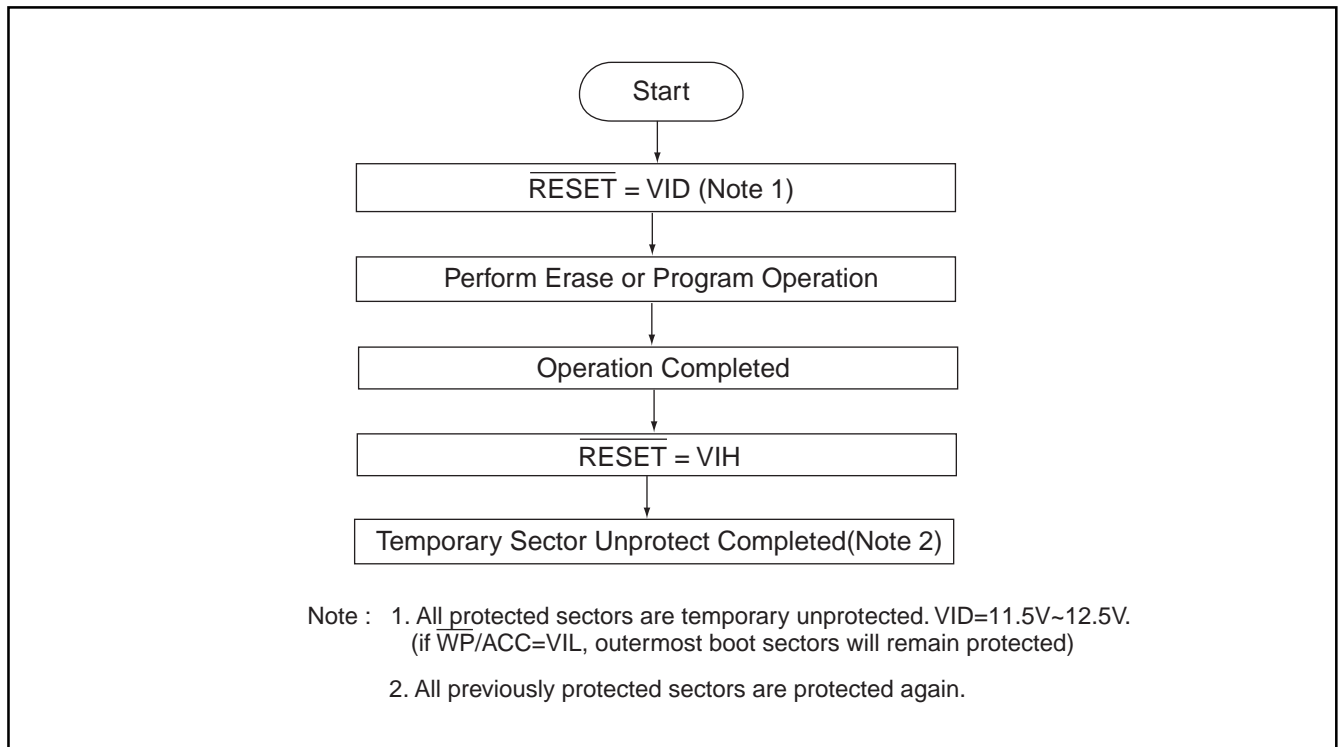 Start
RESET = VID (Note 1)
Perform Erase or Program Operation
Operation Completed
RESET = VIH
Temporary Sector Unprotect Completed(Note 2)
Note : 1. All protected sectors are temporary unprotected. VID=11.5V~12.5V.
(if WP/ACC=VIL, outermost boot sectors will remain protected)
2. All previously protected sectors are protected again.